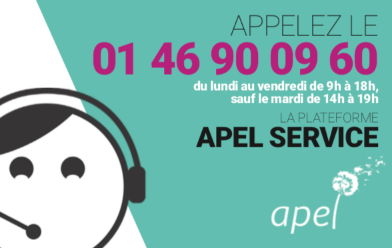 APPELEZ LE
01 46 90 09 60
du lundi au vendredi de 9h à 18h,
sauf le mardi de 14h à 19h
LA PLATEFORME
APEL SERVICE
apel